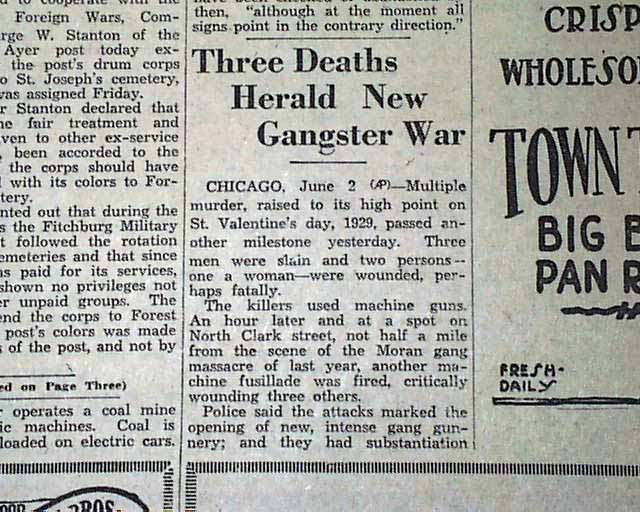 to cooperate with the
Foreign Wars, Com-
rge W. Stanton of the
Ayer post today ex-
the post's drum corps
o St. Joseph's cemetery,
was assigned Friday.
r Stanton declared that
he fair treatment and
ven to other ex-service
, been accorded to the
the corps should have
l with its colors to For-
tery.
nted out that during the
s the Fitchburg Military
t followed the rotation
emeteries and that since
as paid for its services,
shown no privileges not
er unpaid groups. The
end the corps to Forest
post's colors was made
s of the post, and not by
ed on Page Three)
r operates a coal mine
ic machines. Coal is
loaded on electric cars.
BROS.
then, "although at the moment all
signs point in the contrary direction."
Three Deaths
Herald New
Gangster War
CHICAGO, June 2 (AP)—Multiple
murder, raised to its high point on
St. Valentine's day, 1929, passed an-
other milestone yesterday. Three
men were slain and two persons--
one a woman—were wounded, per-
haps fatally.
The killers used machine guns.
An hour later and at a spot on
North Clark street, not half a mile
from the scene of the Moran gang
massacre of last year, another ma-
chine fusillade was fired, critically
wounding three others.
Police said the attacks marked the
opening of new, intense gang gun-
nery; and they had substantiation
CRISP
WHOLESO
TOWN T
BIG B
PAN R
FRESH-
DAILY